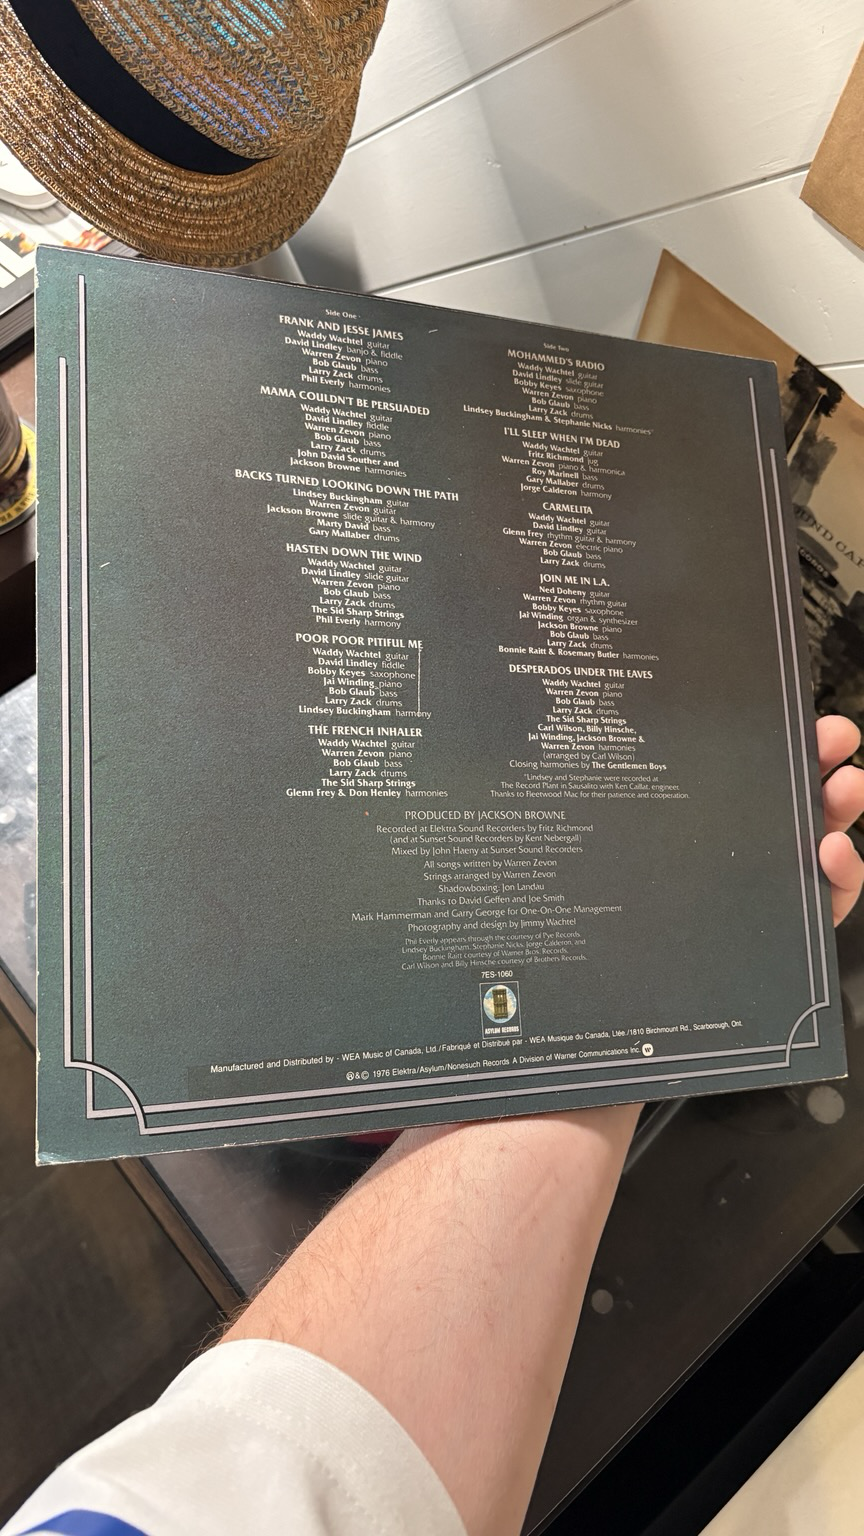 Side One
FRANK AND JESSE JAMES
Waddy Wachtel guitar
David Lindley banjo & fiddle
Warren Zevon piano
Bob Glaub bass
Larry Zack drums
Phil Everly harmonies
MAMA COULDN'T BE PERSUADED
Waddy Wachtel guitar
David Lindley fiddle
Warren Zevon piano
Bob Glaub bass
Larry Zack drums
John David Souther and
Jackson Browne harmonies
BACKS TURNED LOOKING DOWN THE PATH
Lindsey Buckingham guitar
Warren Zevon guitar
Jackson Browne slide guitar & harmony
Marty David bass
Gary Mallaber drums
HASTEN DOWN THE WIND
Waddy Wachtel guitar
David Lindley slide guitar
Warren Zevon piano
Bob Glaub bass
Larry Zack drums
The Sid Sharp Strings
Phil Everly harmony
POOR POOR PITIFUL ME
Waddy Wachtel guitar
David Lindley fiddle
Bobby Keyes saxophone
Jai Winding piano
Bob Glaub bass
Larry Zack drums
Lindsey Buckingham harmony
THE FRENCH INHALER
Waddy Wachtel guitar
Warren Zevon piano
Bob Glaub bass
Larry Zack drums
The Sid Sharp Strings
Glenn Frey & Don Henley harmonies
Side Two
MOHAMMED'S RADIO
Waddy Wachtel guitar
David Lindley slide guitar
Bobby Keyes saxophone
Warren Zevon piano
Bob Glaub bass
Larry Zack drums
Lindsey Buckingham & Stephanie Nicks harmonies*
I'LL SLEEP WHEN I'M DEAD
Waddy Wachtel guitar
Fritz Richmond jug
Warren Zevon piano & harmonica
Roy Marinell bass
Gary Mallaber drums
Jorge Calderon harmony
CARMELITA
Waddy Wachtel guitar
David Lindley guitar
Glenn Frey rhythm guitar & harmony
Warren Zevon electric piano
Bob Glaub bass
Larry Zack drums
JOIN ME IN L.A.
Ned Doheny guitar
Warren Zevon rhythm guitar
Bobby Keyes saxophone
Jai Winding organ & synthesizer
Jackson Browne piano
Bob Glaub bass
Larry Zack drums
Bonnie Raitt & Rosemary Butler harmonies
DESPERADOS UNDER THE EAVES
Waddy Wachtel guitar
Warren Zevon piano
Bob Glaub bass
Larry Zack drums
The Sid Sharp Strings
Carl Wilson, Billy Hinsche,
Jai Winding, Jackson Browne &
Warren Zevon harmonies
(arranged by Carl Wilson)
Closing harmonies by The Gentlemen Boys
*Lindsey and Stephanie were recorded at
The Record Plant in Sausalito with Ken Caillat, engineer.
Thanks to Fleetwood Mac for their patience and cooperation.
PRODUCED BY JACKSON BROWNE
Recorded at Elektra Sound Recorders by Fritz Richmond
(and at Sunset Sound Recorders by Kent Nebergall)
Mixed by John Haeny at Sunset Sound Recorders
All songs written by Warren Zevon
Strings arranged by Warren Zevon
Shadowboxing: Jon Landau
Thanks to David Geffen and Joe Smith
Mark Hammerman and Garry George for One-On-One Management
Photography and design by Jimmy Wachtel
Phil Everly appears through the courtesy of Pye Records.
Lindsey Buckingham, Stephanie Nicks, Jorge Calderon, and
Bonnie Raitt courtesy of Warner Bros. Records.
Carl Wilson and Billy Hinsche courtesy of Brothers Records.
7ES-1060
ASYLUM RECORDS
Manufactured and Distributed by - WEA Music of Canada, Ltd./Fabriqué et Distribué par - WEA Musique du Canada, Ltée./1810 Birchmount Rd., Scarborough, Ont.
℗&© 1976 Elektra/Asylum/Nonesuch Records A Division of Warner Communications Inc.